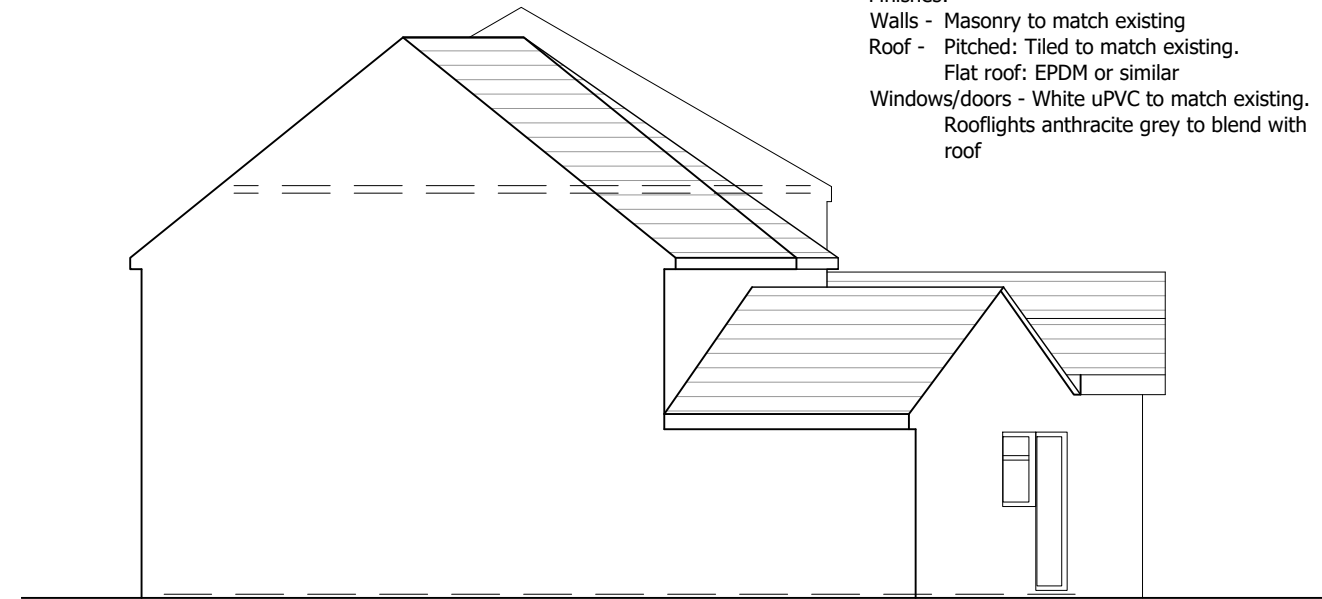 Finishes:
Walls - Masonry to match existing
Roof - Pitched: Tiled to match existing.
Flat roof: EPDM or similar
Windows/doors - White uPVC to match existing.
Rooflights anthracite grey to blend with
roof